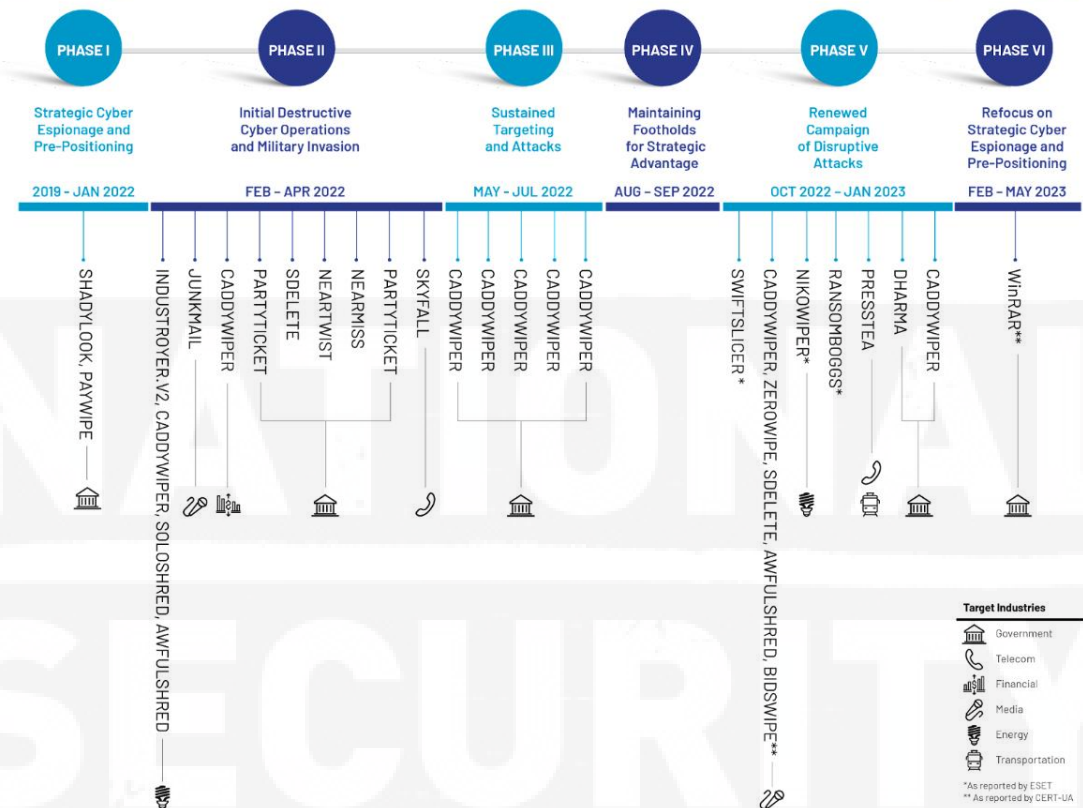 PHASE I
PHASE II
PHASE III
PHASE IV
PHASE V
PHASE VI
Strategic Cyber
Espionage and
Pre-Positioning
Initial Destructive
Cyber Operations
and Military Invasion
Sustained
Targeting
and Attacks
Maintaining
Footholds
for Strategic
Advantage
Renewed
Campaign
of Disruptive
Attacks
Refocus on
Strategic Cyber
Espionage and
Pre-Positioning
2019 - JAN 2022
FEB – APR 2022
MAY - JUL 2022
AUG – SEP 2022
OCT 2022 – JAN 2023
FEB – MAY 2023
SHADYLOOK, PAYWIPE
INDUSTROYER.V2, CADDYWIPER, SOLOSHRED, AWFULSHRED
JUNKMAIL
CADDYWIPER
PARTYTICKET
SDELETE
NEARTWIST
NEARMISS
PARTYTICKET
SKYFALL
CADDYWIPER
CADDYWIPER
CADDYWIPER
CADDYWIPER
CADDYWIPER
SWIFTSLICER *
CADDYWIPER, ZEROWIPE, SDELETE, AWFULSHRED, BIDSWIPE**
NIKOWIPER*
RANSOMBOGGS*
PRESSTEA
DHARMA
CADDYWIPER
WinRAR**
NATIONAL
SECURITY
Target Industries
Government
Telecom
Financial
Media
Energy
Transportation
*As reported by ESET
** As reported by CERT-UA